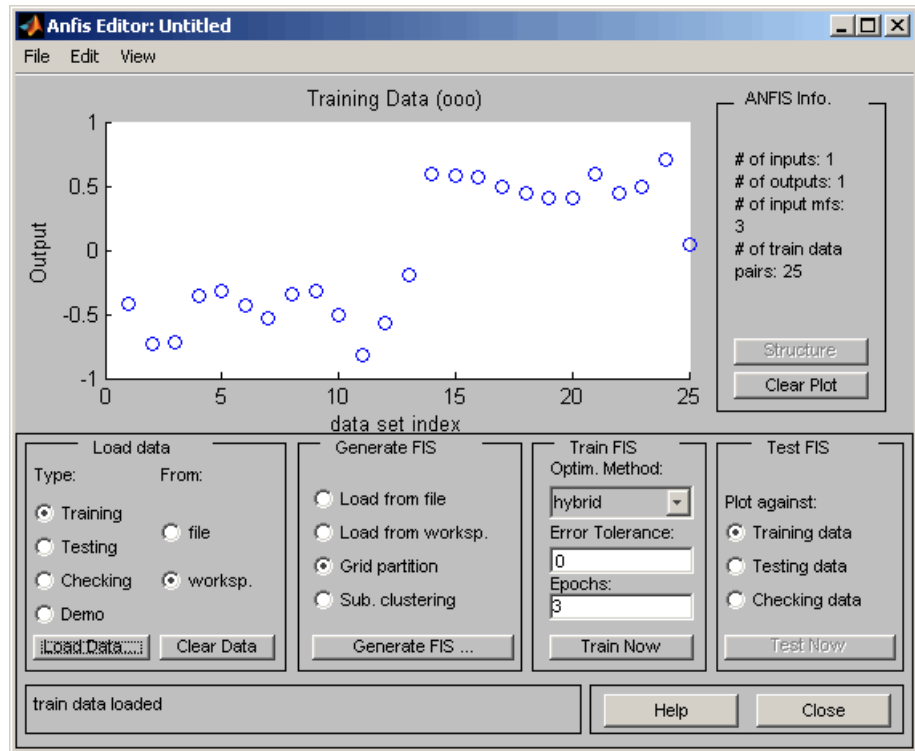 Anfis Editor: Untitled
File Edit View
Training Data (ooo)
1
0.5
0
-0.5
-1
Output
0 5 10 15 20 25
data set index
ANFIS Info.
# of inputs: 1
# of outputs: 1
# of input mfs:
3
# of train data
pairs: 25
Structure
Clear Plot
Load data
Type: From:
Training
Testing
Checking
Demo
file
worksp.
Load Data...
Clear Data
Generate FIS
Load from file
Load from worksp.
Grid partition
Sub. clustering
Generate FIS ...
Train FIS
Optim. Method:
hybrid
Error Tolerance:
0
Epochs:
3
Train Now
Test FIS
Plot against:
Training data
Testing data
Checking data
Test Now
train data loaded
Help
Close